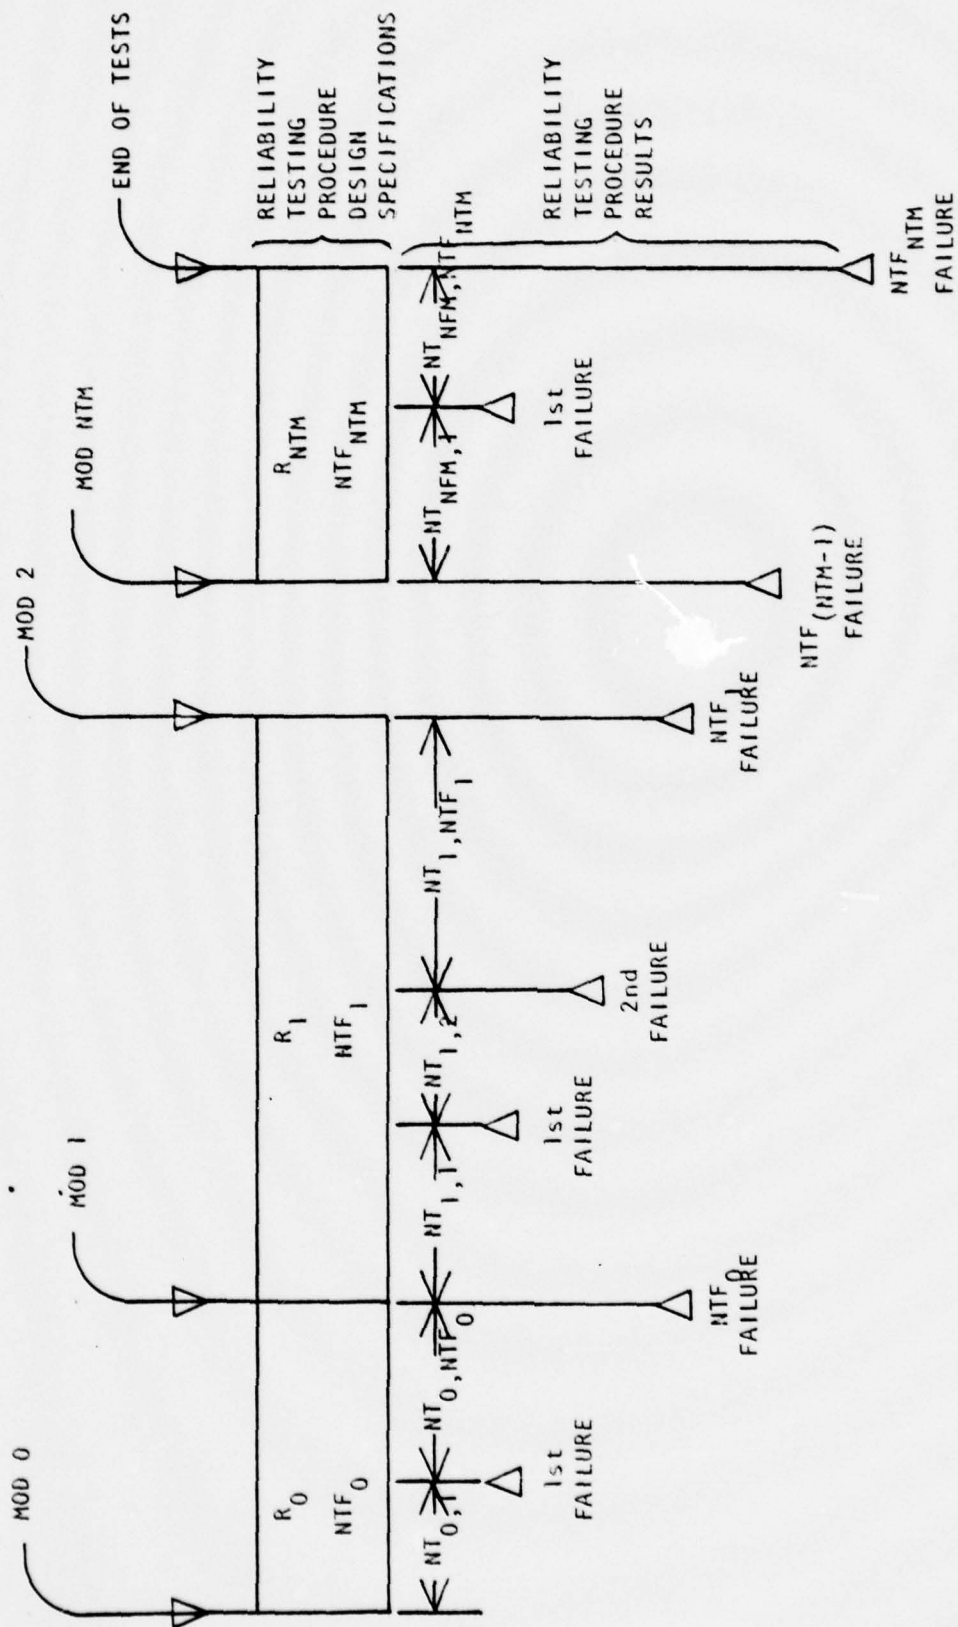 MOD 0
MOD 1
MOD 2
MOD NTM
END OF TESTS
R0
NTF0
R1
NTF1
RNTM
NTFNTM
RELIABILITY
TESTING
PROCEDURE
DESIGN
SPECIFICATIONS
NT0,1
NT0,NTF0
NT1,1
NT1,2
NT1,NTF1
NTNFM,1
NTNFM,NTFNTM
RELIABILITY
TESTING
PROCEDURE
RESULTS
1st
FAILURE
NTF0
FAILURE
1st
FAILURE
2nd
FAILURE
NTF1
FAILURE
NTF(NTM-1)
FAILURE
1st
FAILURE
NTFNTM
FAILURE